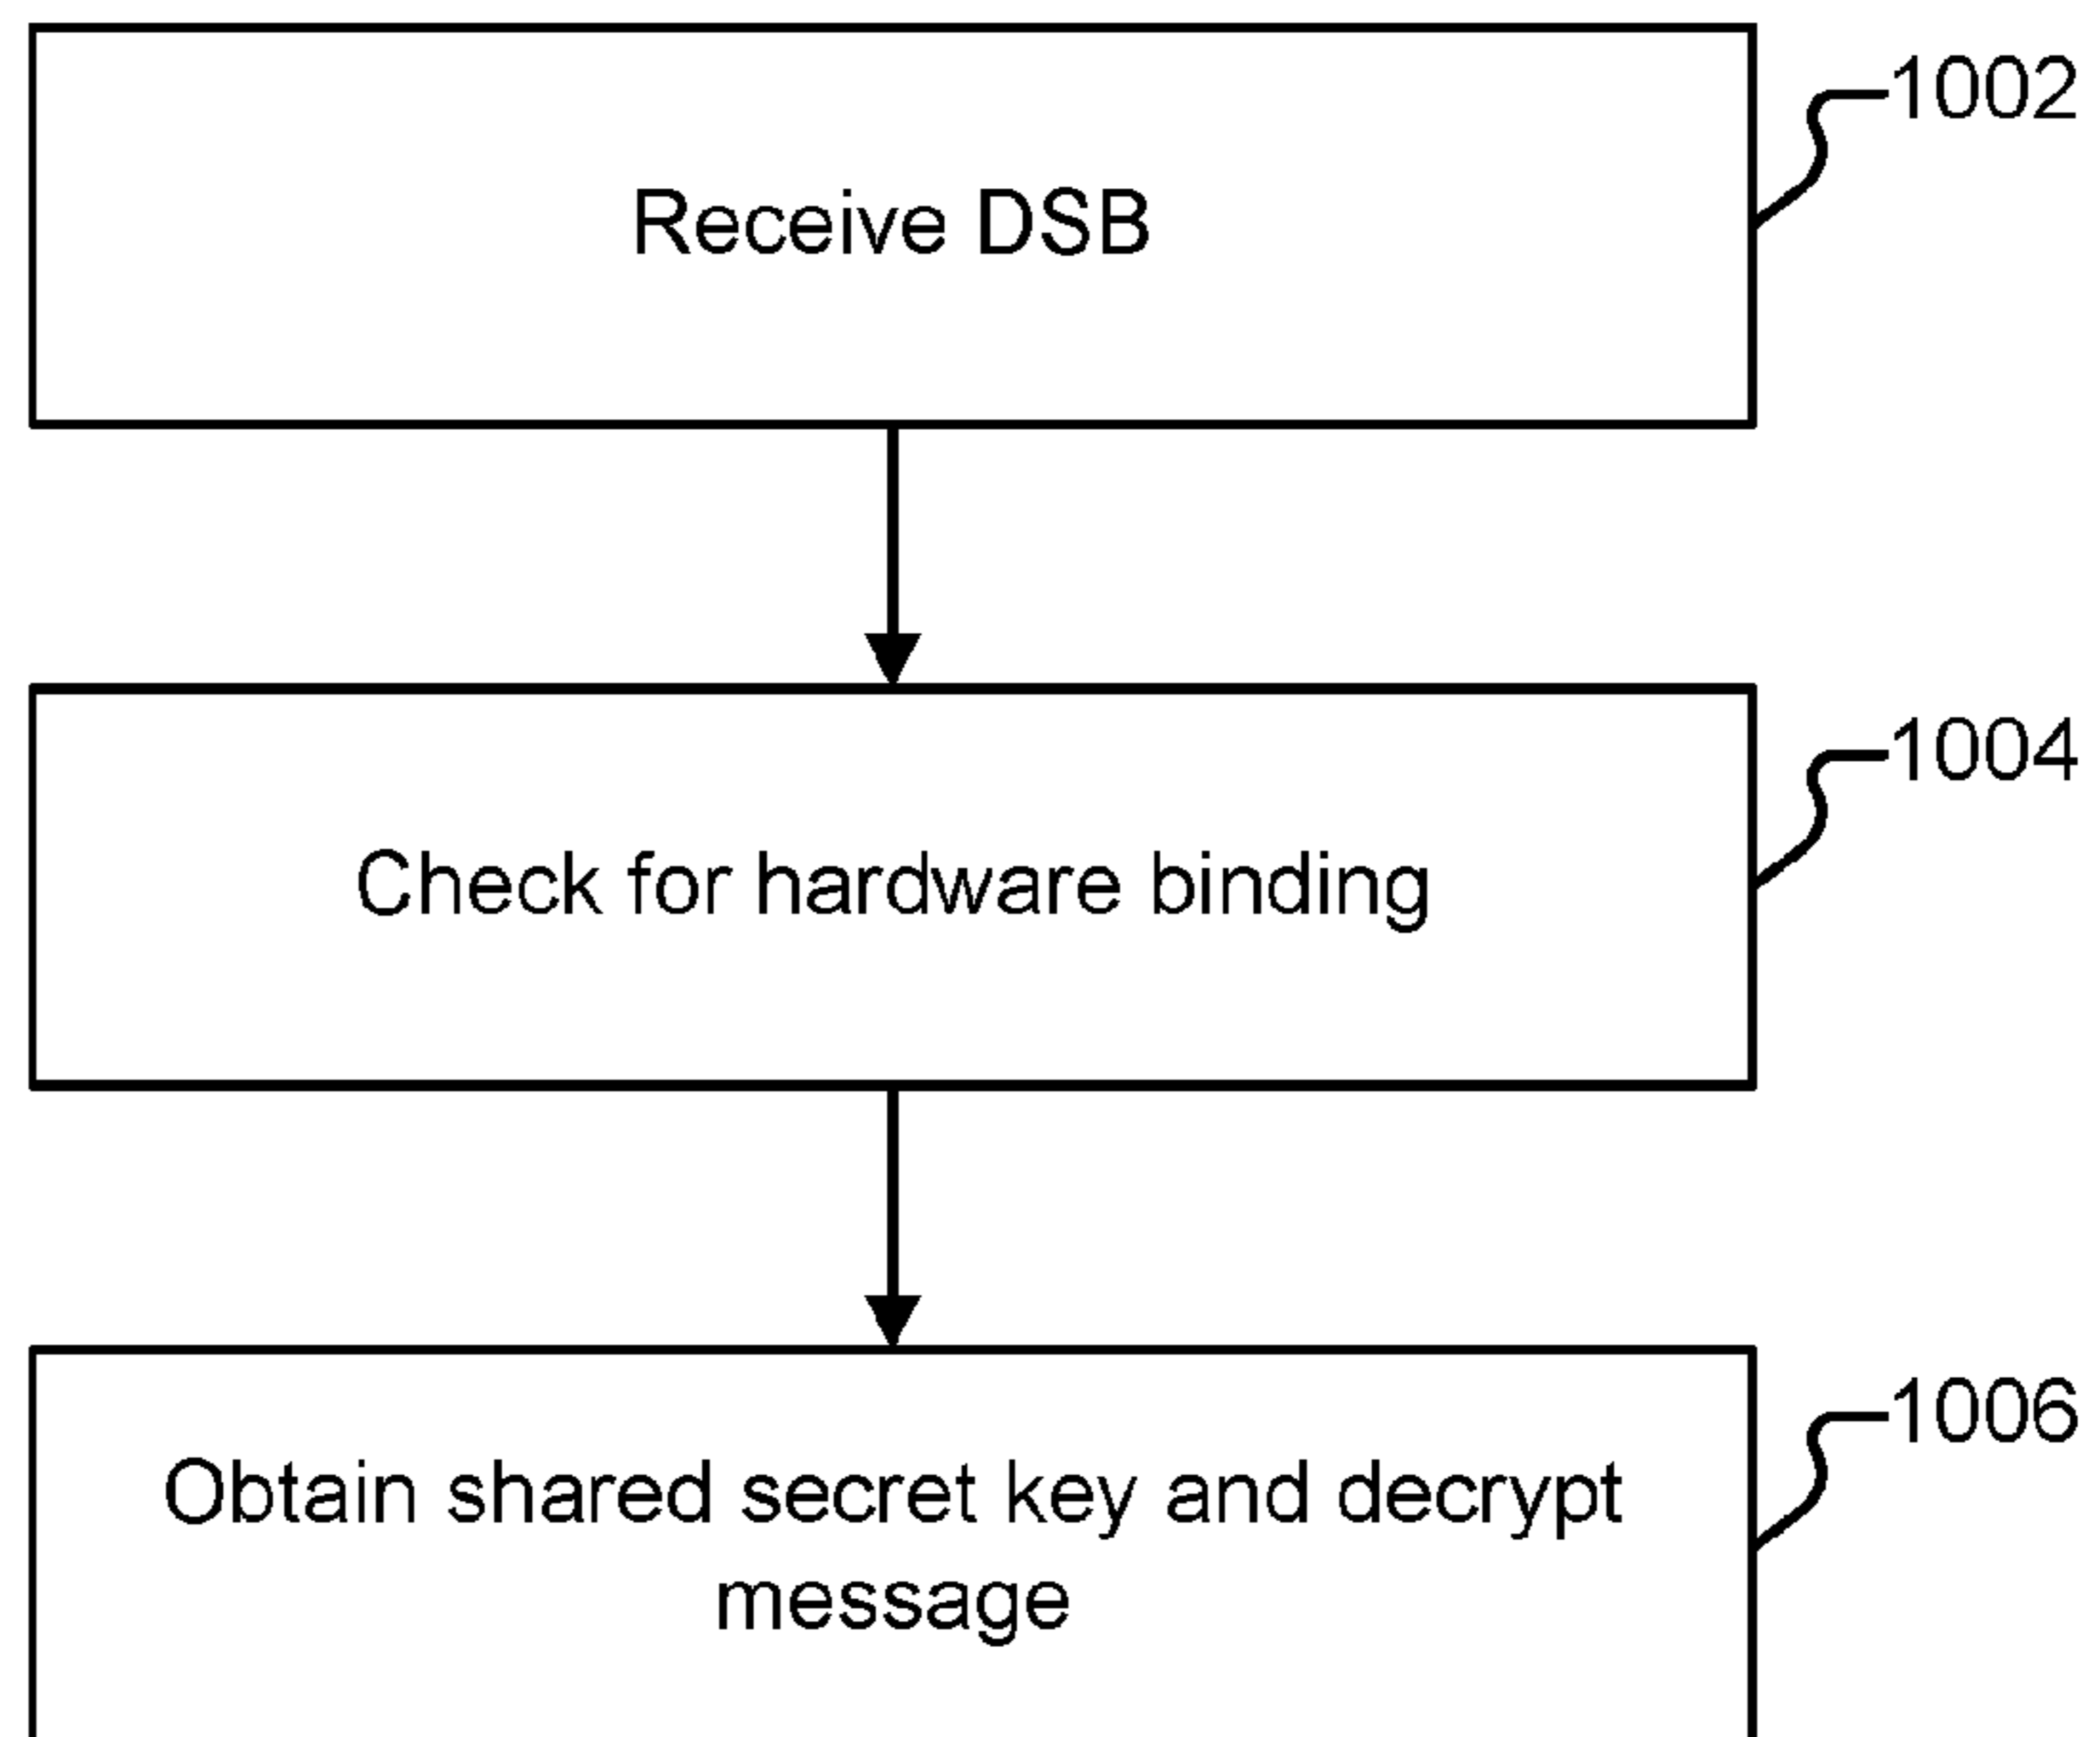 Receive DSB
1002
Check for hardware binding
1004
Obtain shared secret key and decrypt
message
1006